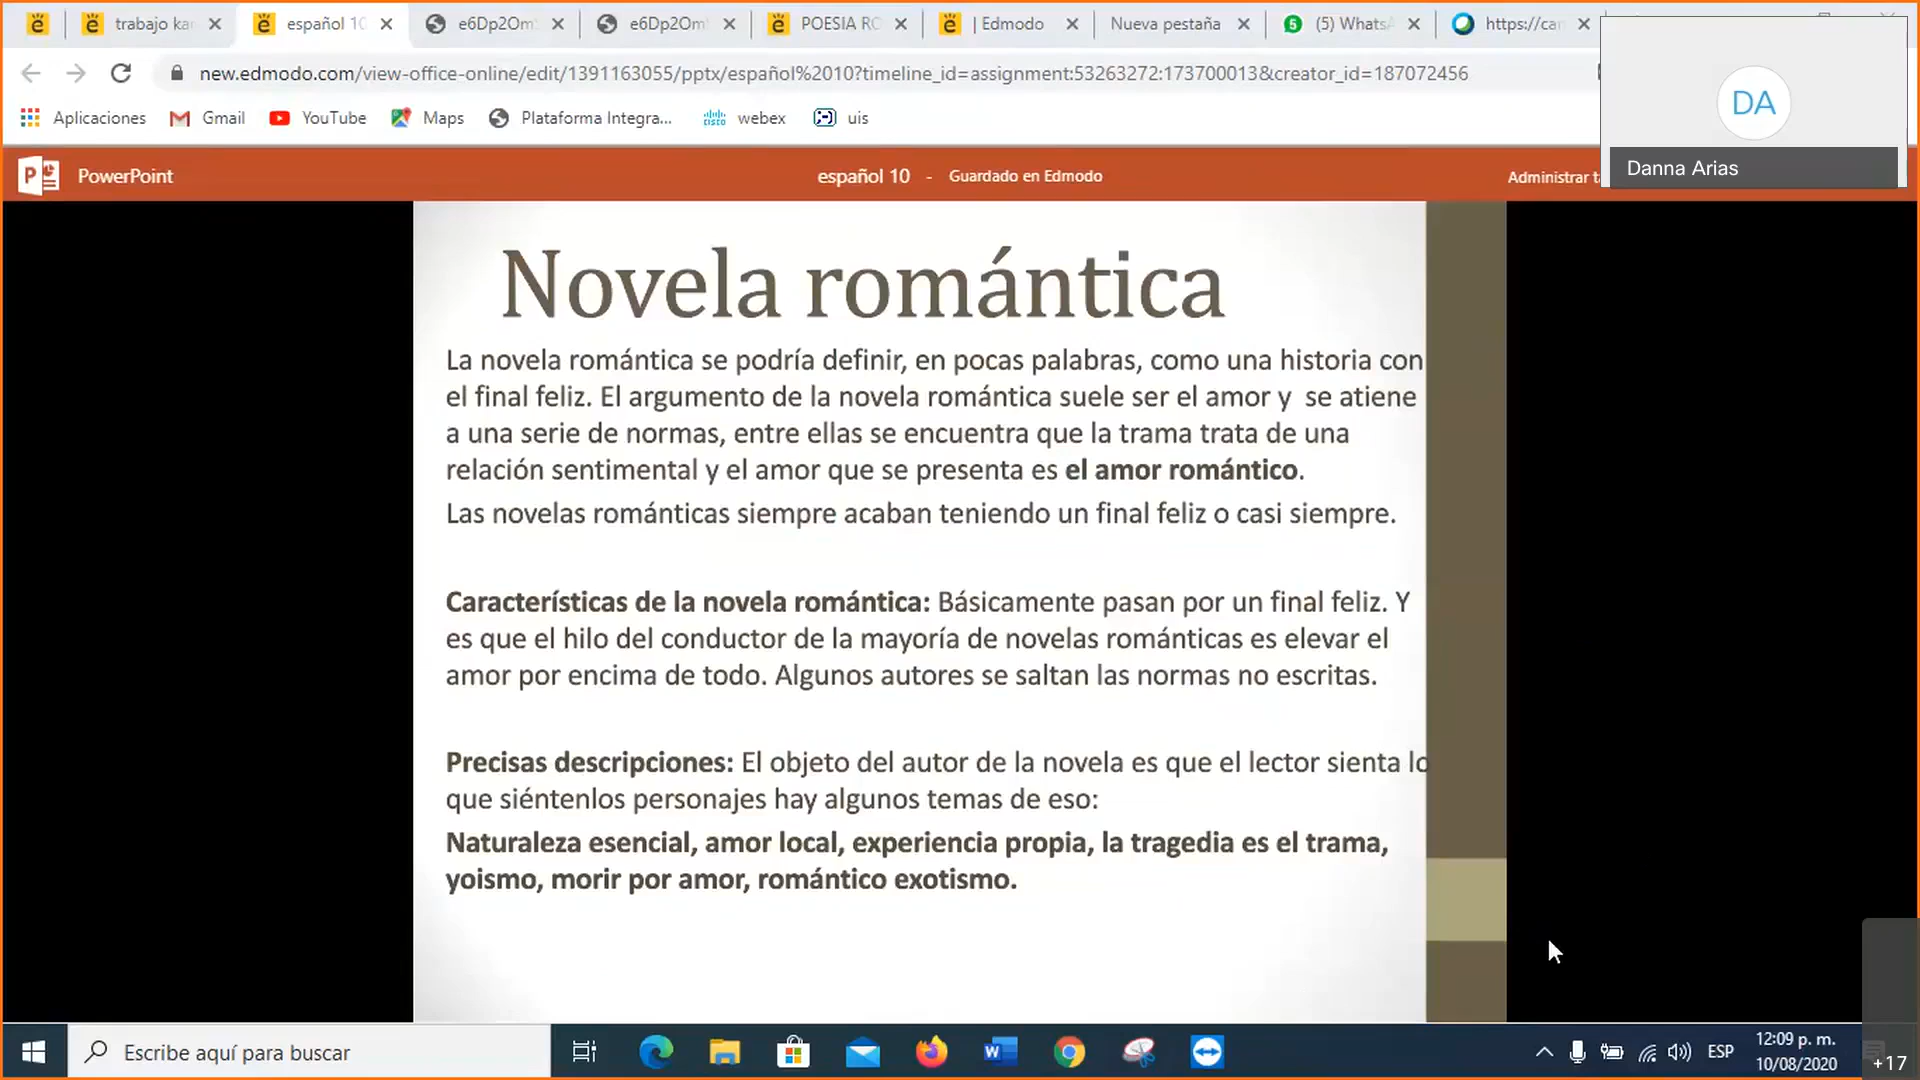 trabajo ka
español 10
e6Dp2Om
e6Dp2Om
POESIA RO
| Edmodo
Nueva pestaña
5
(5) WhatsA
https://can
new.edmodo.com/view-office-online/edit/1391163055/pptx/español%2010?timeline_id=assignment:53263272:173700013&creator_id=187072456
Aplicaciones
Gmail
YouTube
Maps
Plataforma Integra...
cisco
webex
uis
DA
Danna Arias
PowerPoint
español 10 - Guardado en Edmodo
Administrar
Novela romántica
La novela romántica se podría definir, en pocas palabras, como una historia con
el final feliz. El argumento de la novela romántica suele ser el amor y se atiene
a una serie de normas, entre ellas se encuentra que la trama trata de una
relación sentimental y el amor que se presenta es el amor romántico.
Las novelas románticas siempre acaban teniendo un final feliz o casi siempre.
Características de la novela romántica: Básicamente pasan por un final feliz. Y
es que el hilo del conductor de la mayoría de novelas románticas es elevar el
amor por encima de todo. Algunos autores se saltan las normas no escritas.
Precisas descripciones: El objeto del autor de la novela es que el lector sienta lo
que siéntenlos personajes hay algunos temas de eso:
Naturaleza esencial, amor local, experiencia propia, la tragedia es el trama,
yoismo, morir por amor, romántico exotismo.
Escribe aquí para buscar
ESP
12:09 p. m.
10/08/2020
+17